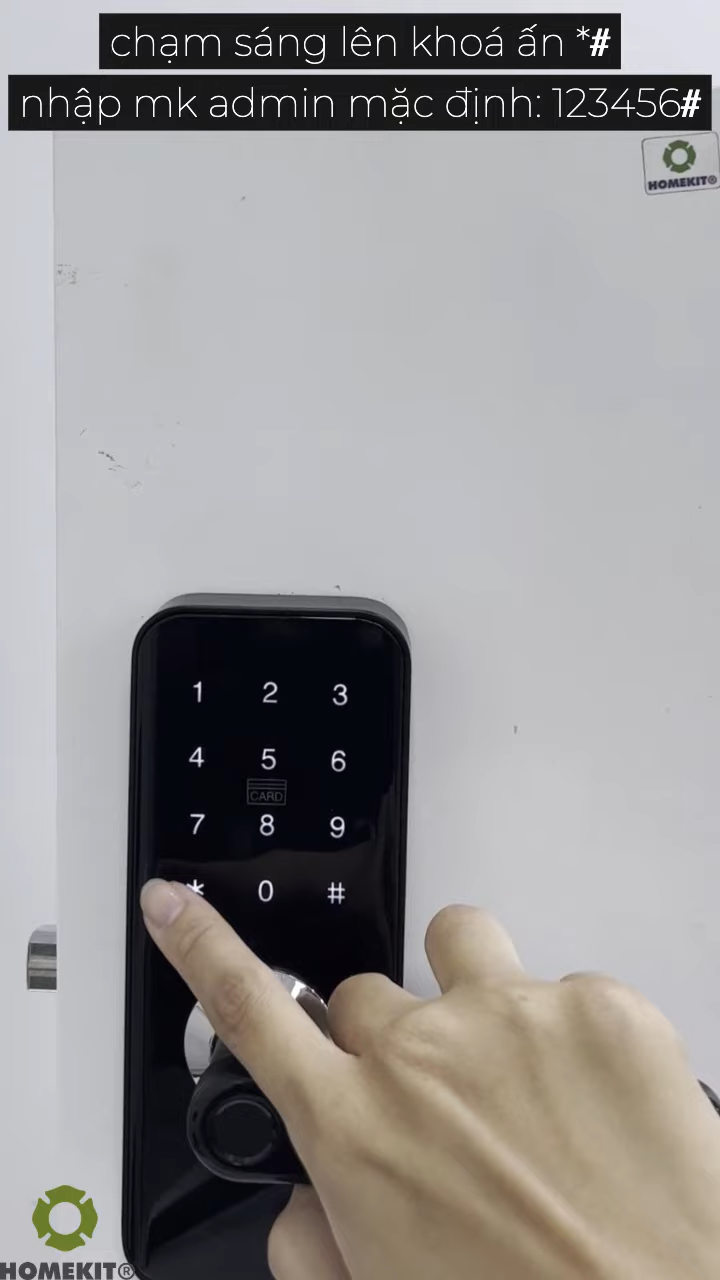 chạm sáng lên khoá ấn *#
nhập mk admin mặc định: 123456#
HOMEKIT®
1 2 3
4 5 6
CARD
7 8 9
* 0 #
HOMEKIT®